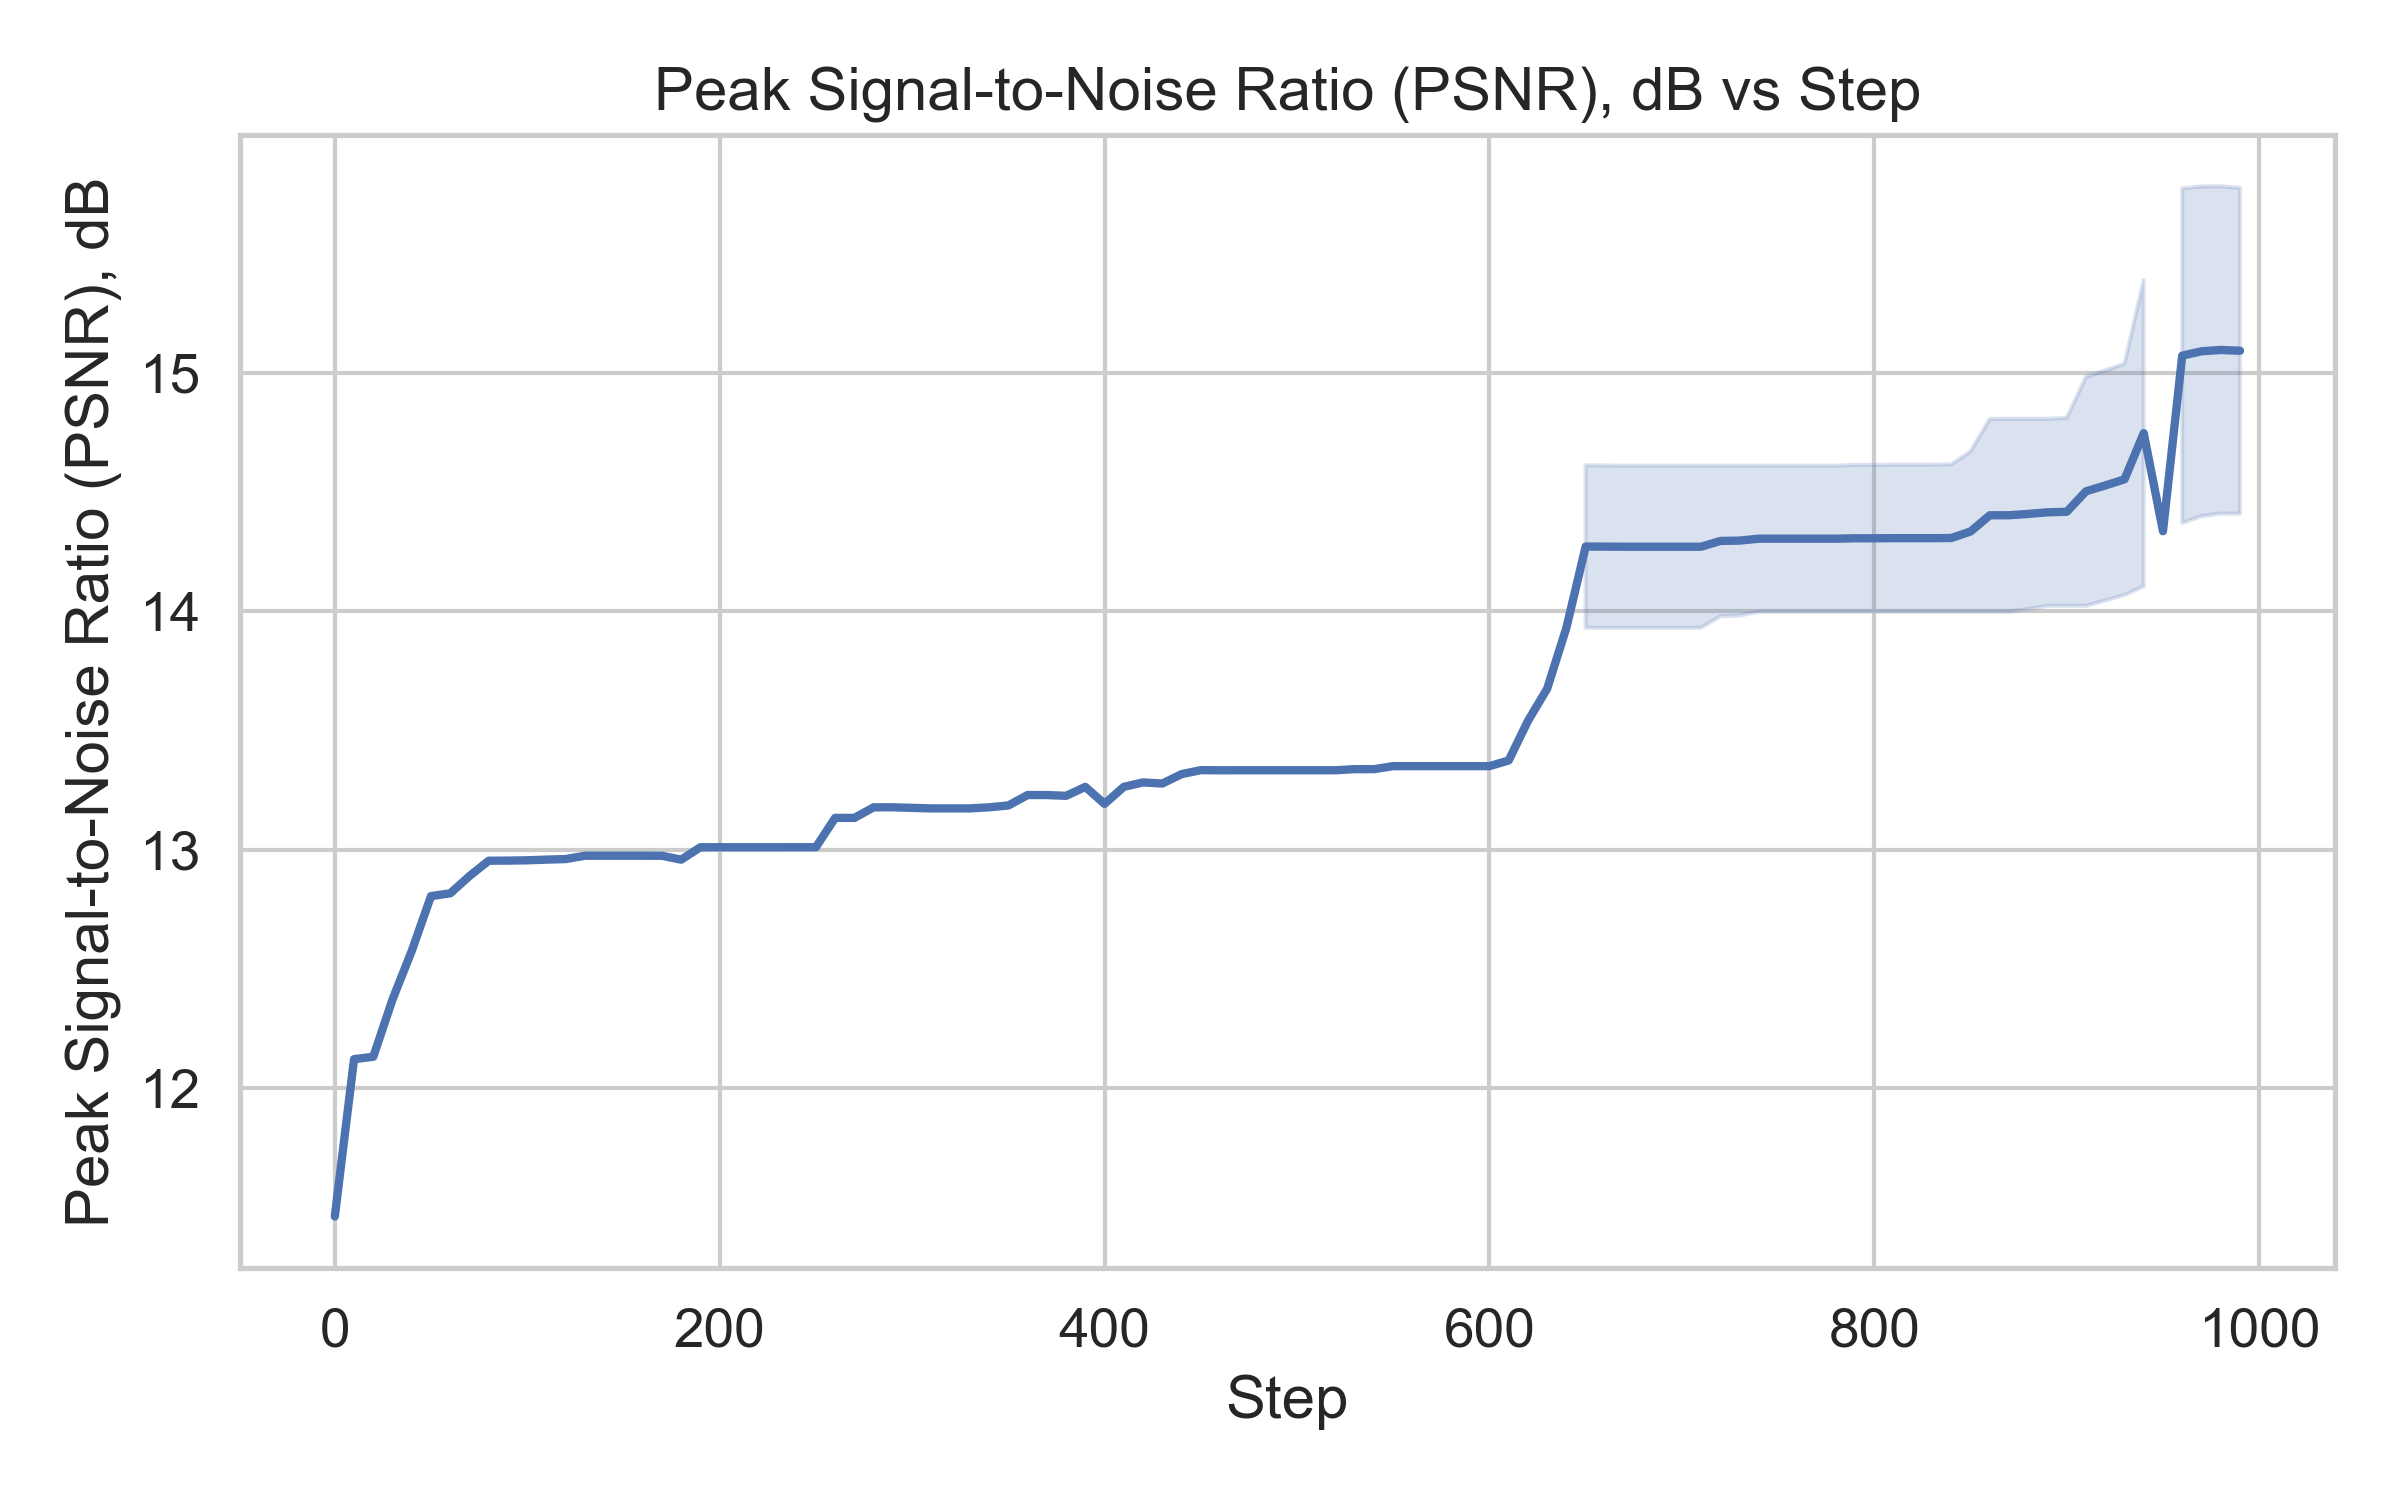 Peak Signal-to-Noise Ratio (PSNR), dB vs Step
Peak Signal-to-Noise Ratio (PSNR), dB
15
14
13
12
0 200 400 600 800 1000
Step